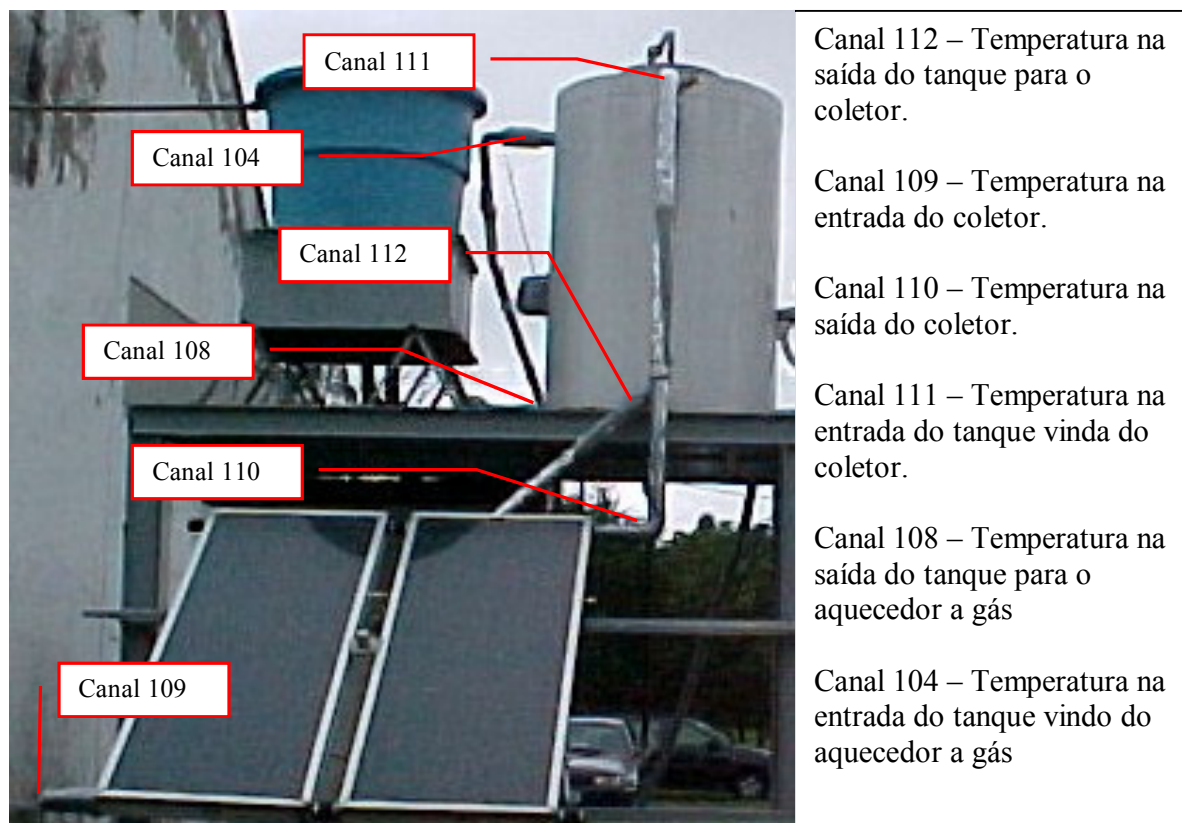 Canal 111
Canal 104
Canal 112
Canal 108
Canal 110
Canal 109
Canal 112 – Temperatura na
saída do tanque para o
coletor.
Canal 109 – Temperatura na
entrada do coletor.
Canal 110 – Temperatura na
saída do coletor.
Canal 111 – Temperatura na
entrada do tanque vinda do
coletor.
Canal 108 – Temperatura na
saída do tanque para o
aquecedor a gás
Canal 104 – Temperatura na
entrada do tanque vindo do
aquecedor a gás